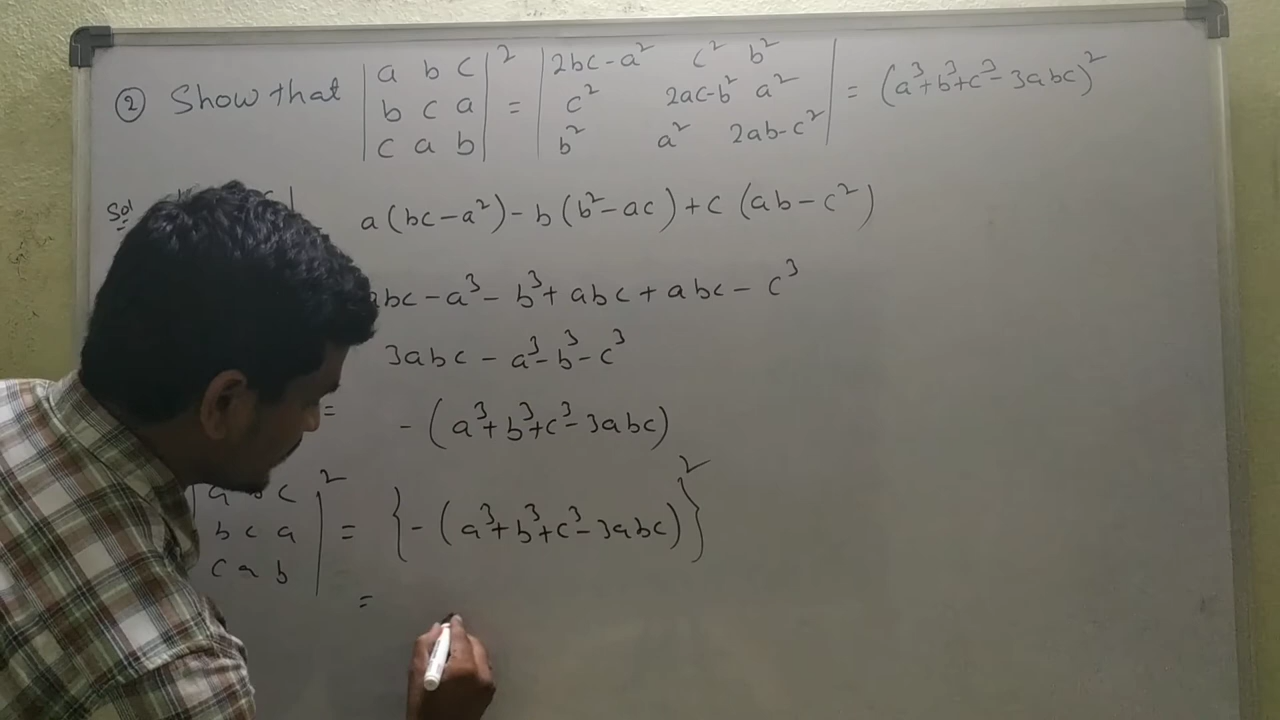 ② Show that |a b c|² = |2bc-a² c² b²| = (a³+b³+c³-3abc)²
|b c a| |c² 2ac-b² a²|
|c a b| |b² a² 2ab-c²|
Sol a(bc-a²)-b(b²-ac)+c(ab-c²)
abc-a³-b³+abc+abc-c³
3abc-a³-b³-c³
= -(a³+b³+c³-3abc)
|a b c|² = {-(a³+b³+c³-3abc)}²
|b c a|
|c a b|
=